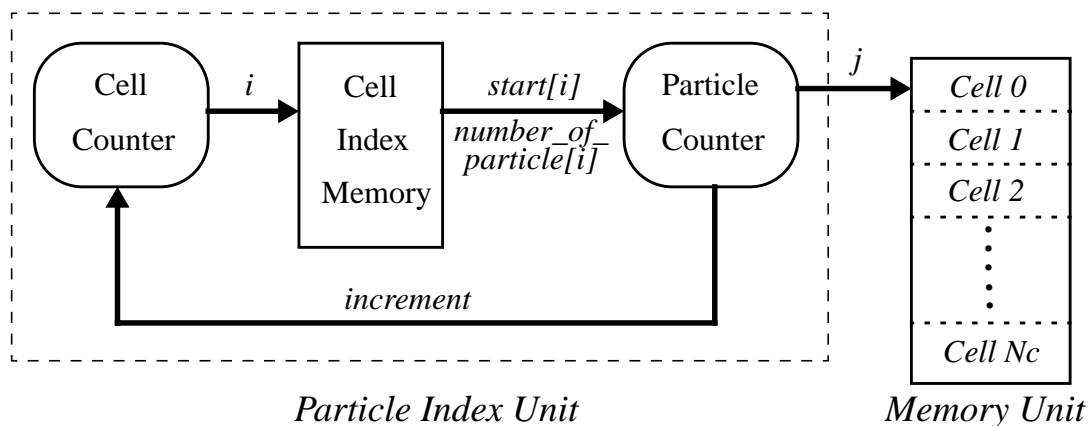 Cell
Counter
i
Cell
Index
Memory
start[i]
number_of_
particle[i]
Particle
Counter
j
increment
Particle Index Unit
Cell 0
Cell 1
Cell 2
Cell Nc
Memory Unit